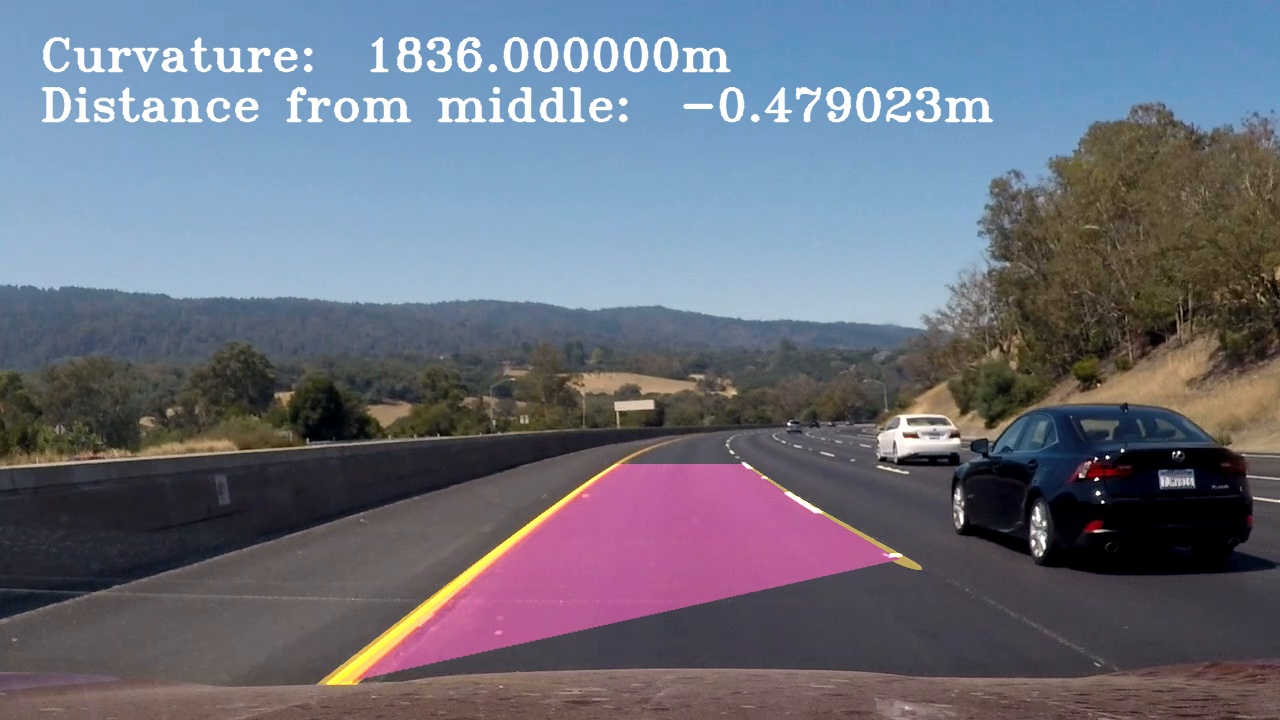 Curvature:  1836.000000m
Distance from middle:  −0.479023m